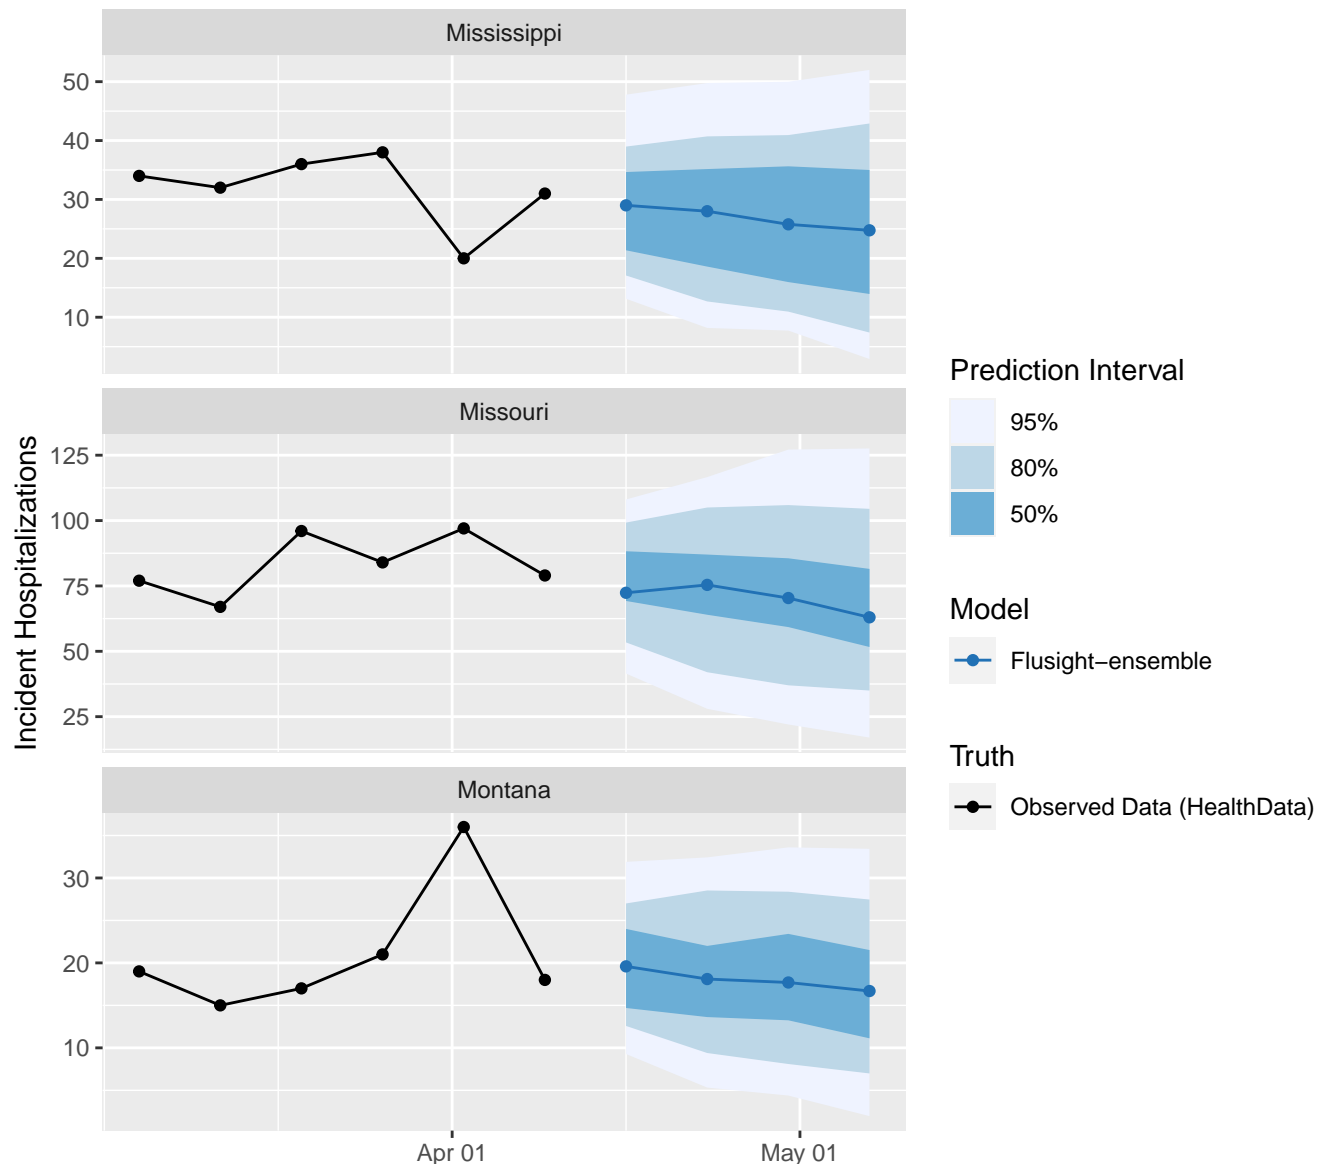 Mississippi
50
40
30
20
10
Missouri
125
100
75
50
25
Montana
30
20
10
Apr 01
May 01
Incident Hospitalizations
Prediction Interval
95%
80%
50%
Model
Flusight−ensemble
Truth
Observed Data (HealthData)